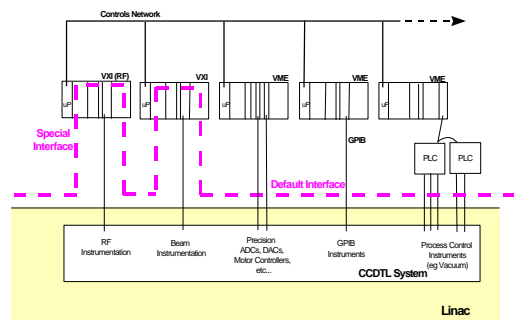 Controls Network
VXI (RF)
VXI
VME
VME
VME
uP
uP
uP
uP
uP
Special
Interface
GPIB
PLC
PLC
Default Interface
RF
Instrumentation
Beam
Instrumentation
Precision
ADCs, DACs,
Motor Controllers,
etc...
GPIB
Instruments
Process Control
Instruments
(eg Vacuum)
CCDTL System
Linac